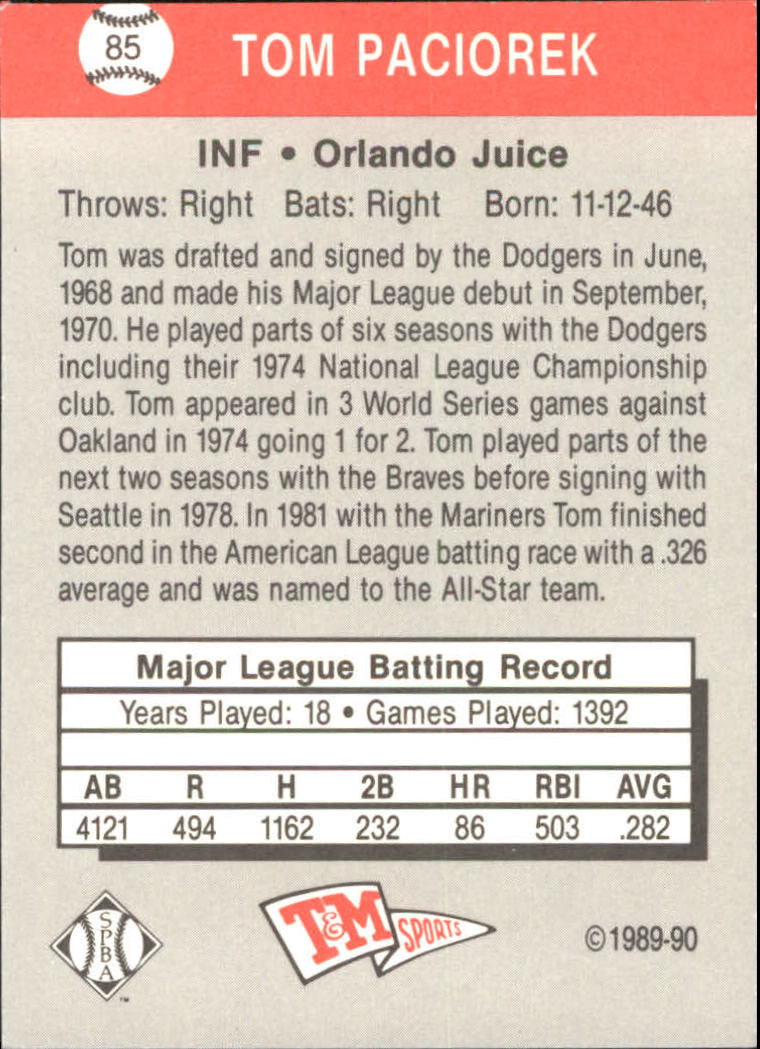 85
TOM PACIOREK
INF • Orlando Juice
Throws: Right Bats: Right Born: 11-12-46
Tom was drafted and signed by the Dodgers in June,
1968 and made his Major League debut in September,
1970. He played parts of six seasons with the Dodgers
including their 1974 National League Championship
club. Tom appeared in 3 World Series games against
Oakland in 1974 going 1 for 2. Tom played parts of the
next two seasons with the Braves before signing with
Seattle in 1978. In 1981 with the Mariners Tom finished
second in the American League batting race with a .326
average and was named to the All-Star team.
Major League Batting Record
Years Played: 18 • Games Played: 1392
AB R H 2B HR RBI AVG
4121 494 1162 232 86 503 .282
SPBA
™
T&M SPORTS
©1989-90